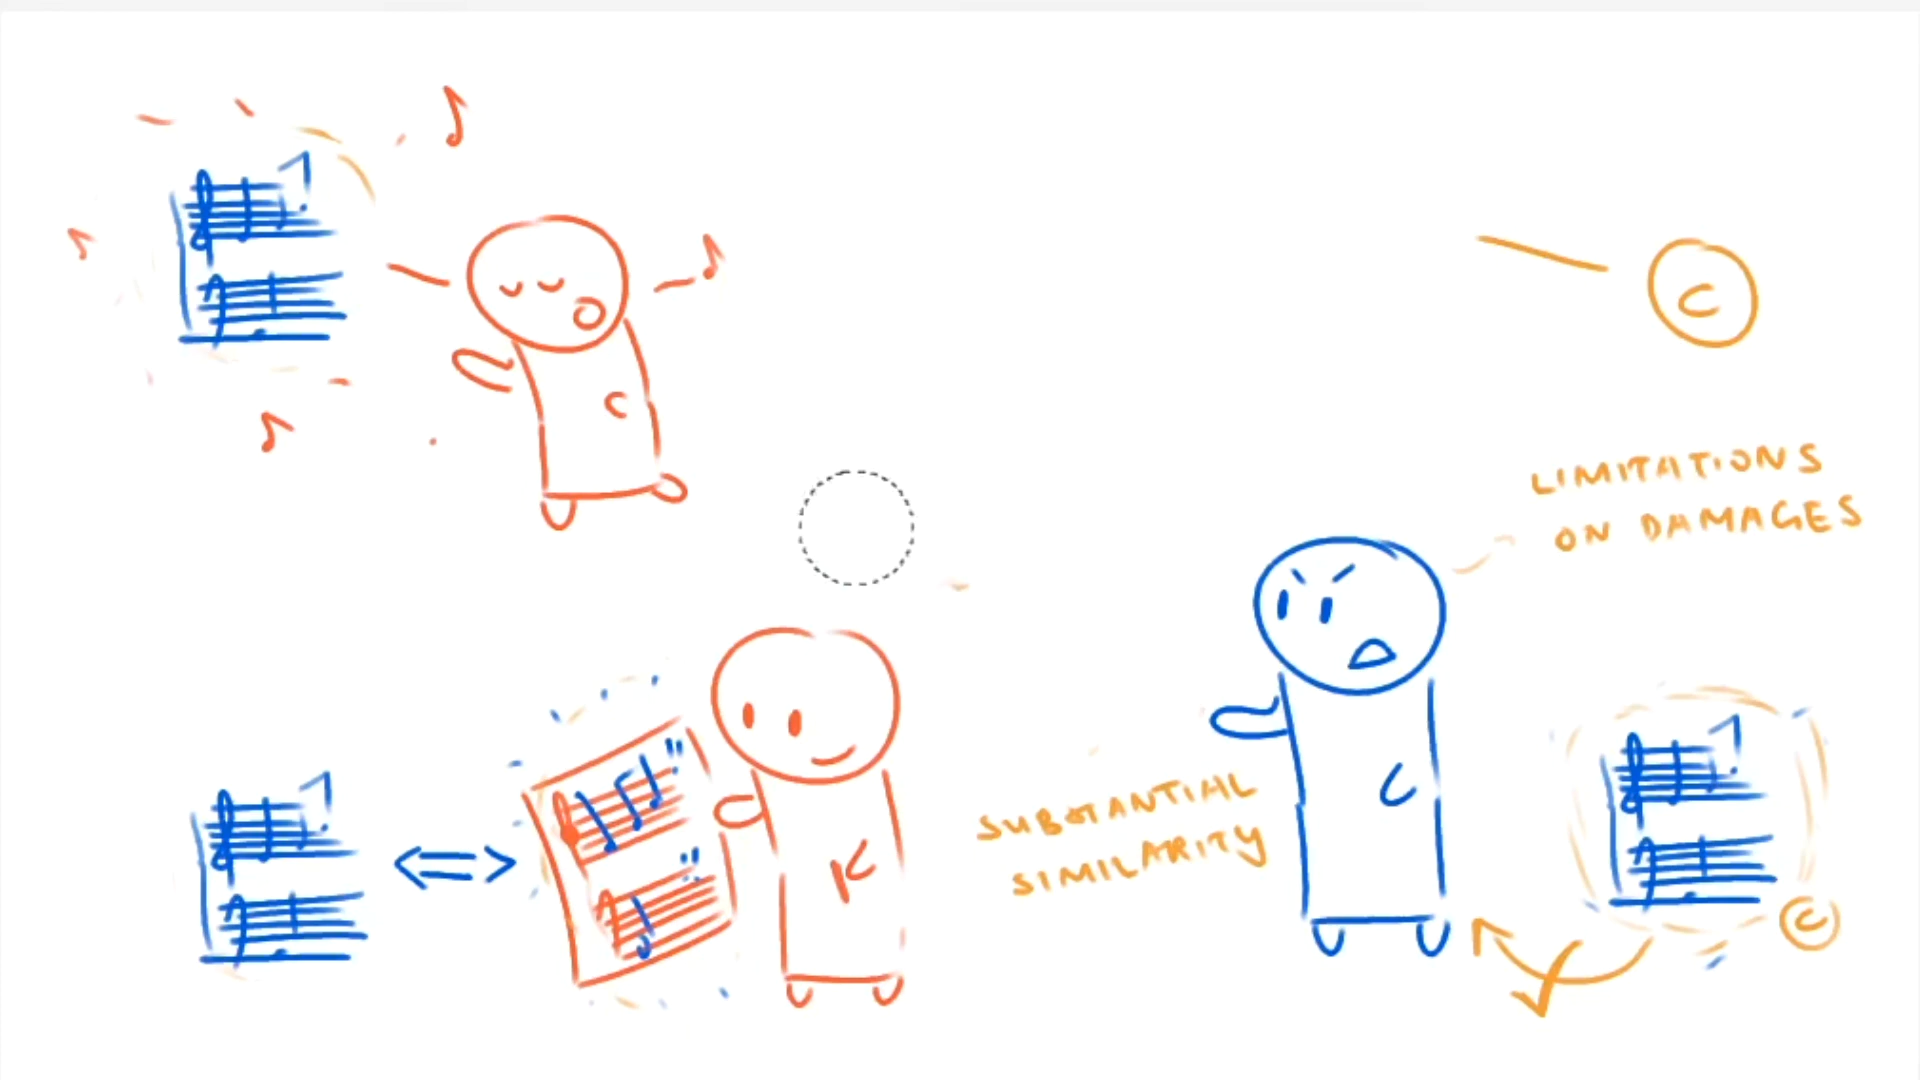 C
C
LIMITATIONS
ON DAMAGES
SUBSTANTIAL
SIMILARITY
K
C
C